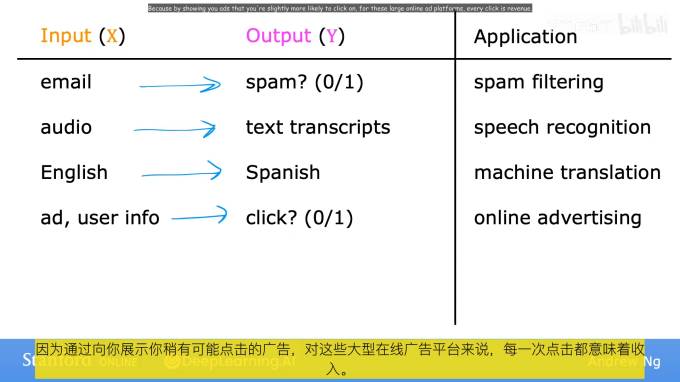 Because by showing you ads that you're slightly more likely to click on, for these large online ad platforms, every click is revenue.
Input (X) Output (Y) Application
bilibili
email spam? (0/1) spam filtering
audio text transcripts speech recognition
English Spanish machine translation
ad, user info click? (0/1) online advertising
Stanford ONLINE DeepLearning.AI Andrew Ng
因为通过向你展示你稍有可能点击的广告，对这些大型在线广告平台来说，每一次点击都意味着收
入。